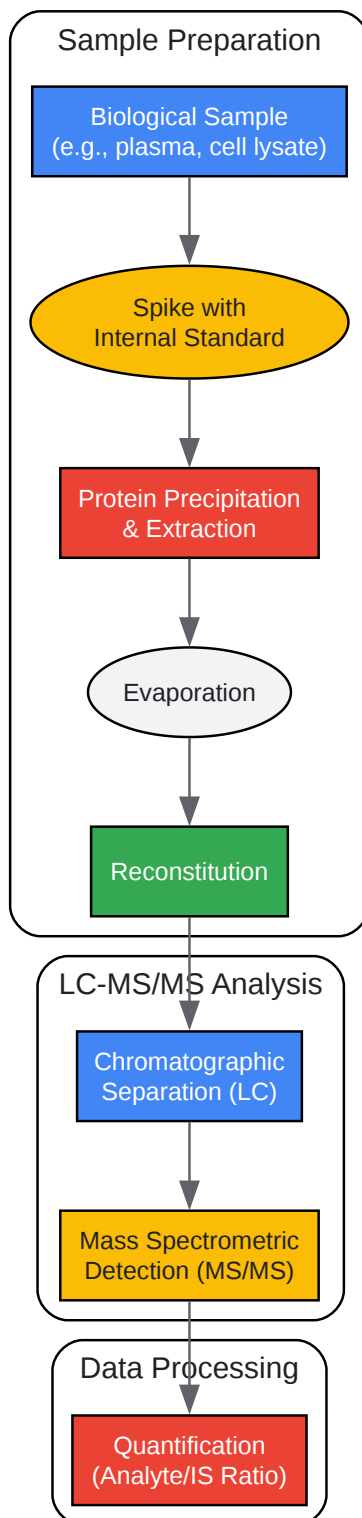 Sample Preparation
Biological Sample
(e.g., plasma, cell lysate)
Spike with
Internal Standard
Protein Precipitation
& Extraction
Evaporation
Reconstitution
LC-MS/MS Analysis
Chromatographic
Separation (LC)
Mass Spectrometric
Detection (MS/MS)
Data Processing
Quantification
(Analyte/IS Ratio)